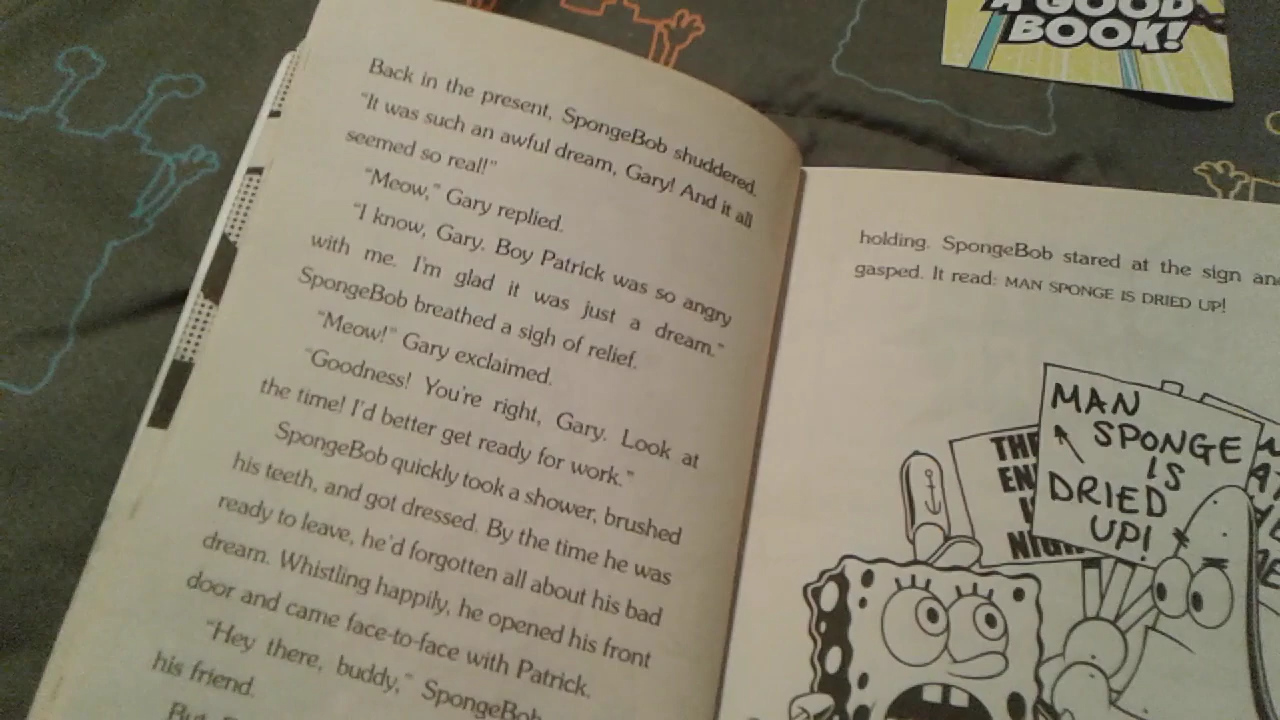 A GOOD
BOOK!
Back in the present, SpongeBob shuddered.
"It was such an awful dream, Gary! And it all
seemed so real!"
"Meow," Gary replied.
"I know, Gary. Boy Patrick was so angry
with me. I'm glad it was just a dream."
SpongeBob breathed a sigh of relief.
"Meow!" Gary exclaimed.
"Goodness! You're right, Gary. Look at
the time! I'd better get ready for work."
SpongeBob quickly took a shower, brushed
his teeth, and got dressed. By the time he was
ready to leave, he'd forgotten all about his bad
dream. Whistling happily, he opened his front
door and came face-to-face with Patrick.
"Hey there, buddy," SpongeBob
his friend.
But
holding. SpongeBob stared at the sign and
gasped. It read: MAN SPONGE IS DRIED UP!
MAN
SPONGE
IS
DRIED
UP!
THE
EN